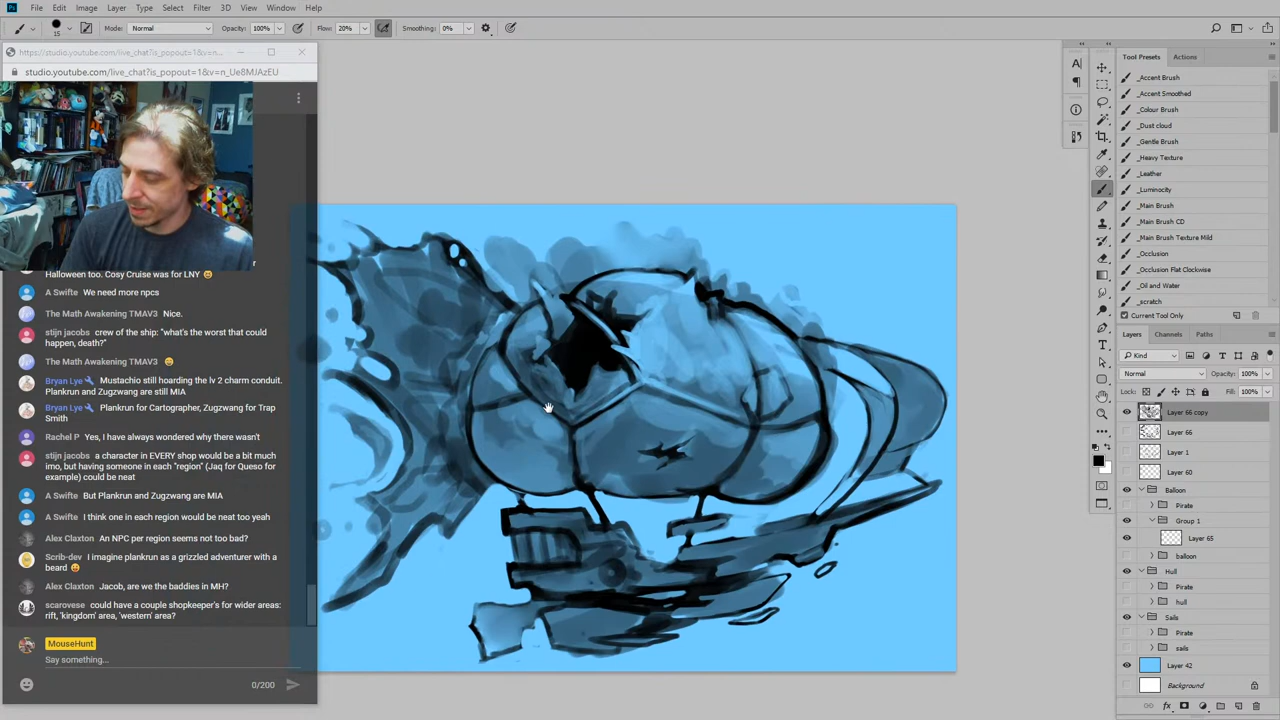 File Edit Image Layer Type Select Filter 3D View Window Help
15 Mode: Normal Opacity: 100% Flow: 20% Smoothing: 0%
https://studio.youtube.com/live_chat?is_popout=1&v=n_...
studio.youtube.com/live_chat?is_popout=1&v=n_Ue8MJAzEU
Halloween too. Cosy Cruise was for LNY
A Swifte We need more npcs
The Math Awakening TMAV3 Nice.
stijn jacobs crew of the ship: "what's the worst that could
happen, death?"
The Math Awakening TMAV3
Bryan Lye Mustachio still hoarding the lv 2 charm conduit.
Plankrun and Zugzwang are still MIA
Bryan Lye Plankrun for Cartographer, Zugzwang for Trap
Smith
Rachel P Yes, I have always wondered why there wasn't
stijn jacobs a character in EVERY shop would be a bit much
imo, but having someone in each "region" (Jaq for Queso for
example) could be neat
A Swifte But Plankrun and Zugzwang are MIA
A Swifte I think one in each region would be neat too yeah
Alex Claxton An NPC per region seems not too bad?
Scrib-dev I imagine plankrun as a grizzled adventurer with a
beard
Alex Claxton Jacob, are we the baddies in MH?
scarovese could have a couple shopkeeper's for wider areas:
rift, 'kingdom' area, 'western' area?
MouseHunt
Say something...
0/200
Tool Presets Actions
_Accent Brush
_Accent Smoothed
_Colour Brush
_Dust cloud
_Gentle Brush
_Heavy Texture
_Leather
_Luminocity
_Main Brush
_Main Brush CD
_Main Brush Texture Mild
_Occlusion
_Occlusion Flat Clockwise
_Oil and Water
_scratch
Current Tool Only
Layers Channels Paths
Kind
Normal Opacity: 100%
Lock: Fill: 100%
Layer 66 copy
Layer 66
Layer 1
Layer 60
Balloon
Pirate
Group 1
Layer 65
balloon
Hull
Pirate
hull
Sails
Pirate
sails
Layer 42
Background